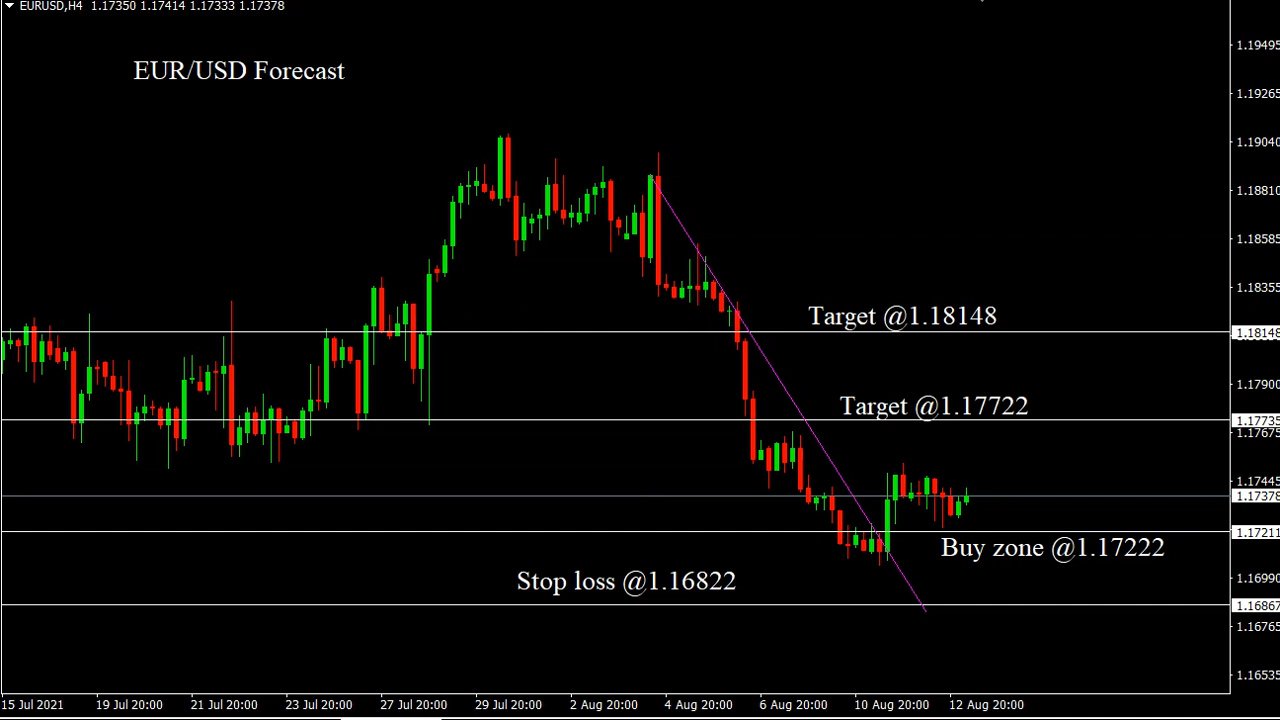 EURUSD,H4 1.17350 1.17414 1.17333 1.17378
EUR/USD Forecast
1.19495
1.19265
1.19040
1.18810
1.18585
1.18355
Target @1.18148
1.18148
1.17900
Target @1.17722
1.17735
1.17675
1.17445
1.17378
1.17211
Buy zone @1.17222
Stop loss @1.16822
1.16990
1.16867
1.16765
1.16535
15 Jul 2021 19 Jul 20:00 21 Jul 20:00 23 Jul 20:00 27 Jul 20:00 29 Jul 20:00 2 Aug 20:00 4 Aug 20:00 6 Aug 20:00 10 Aug 20:00 12 Aug 20:00